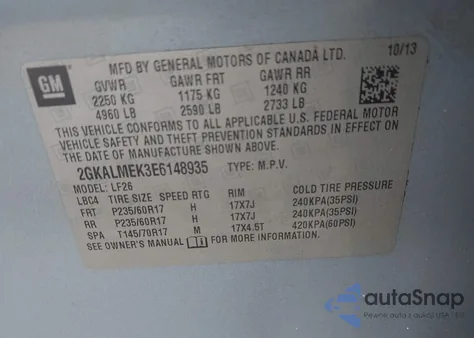 MFD BY GENERAL MOTORS OF CANADA LTD. 10/13
GM
GVWR GAWR FRT GAWR RR
2250 KG 1175 KG 1240 KG
4960 LB 2590 LB 2733 LB
THIS VEHICLE CONFORMS TO ALL APPLICABLE U.S. FEDERAL MOTOR
VEHICLE SAFETY AND THEFT PREVENTION STANDARDS IN EFFECT ON
THE DATE OF MANUFACTURE SHOWN ABOVE.
2GKALMEK3E6148935 TYPE: M.P.V.
MODEL: LF26
LBC4 TIRE SIZE SPEED RTG RIM COLD TIRE PRESSURE
FRT P235/60R17 H 17X7J 240KPA(35PSI)
RR P235/60R17 H 17X7J 240KPA(35PSI)
SPA T145/70R17 M 17X4.5T 420KPA(60PSI)
SEE OWNER'S MANUAL FOR MORE INFORMATION.
autoSnap
Pewne auto z USA